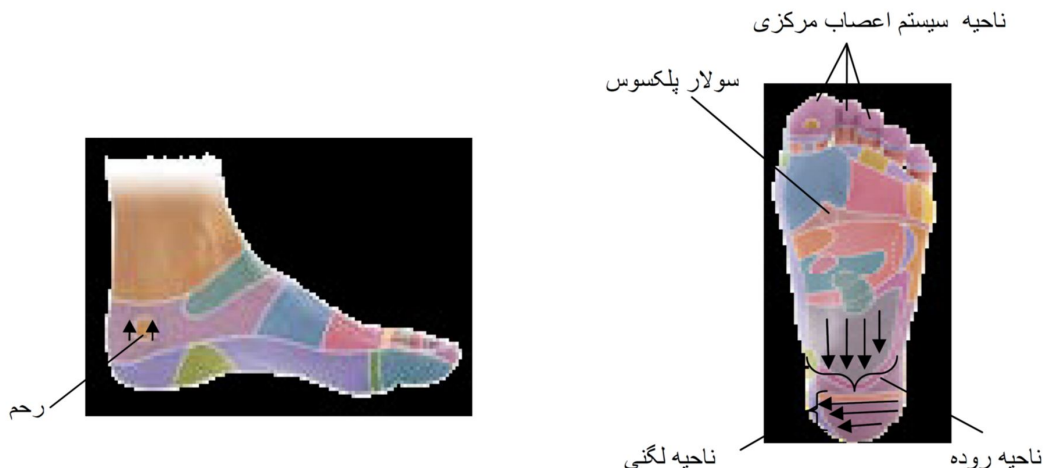 ناحیه سیستم اعصاب مرکزی
سولار پلکسوس
رحم
ناحیه لگنی
ناحیه روده